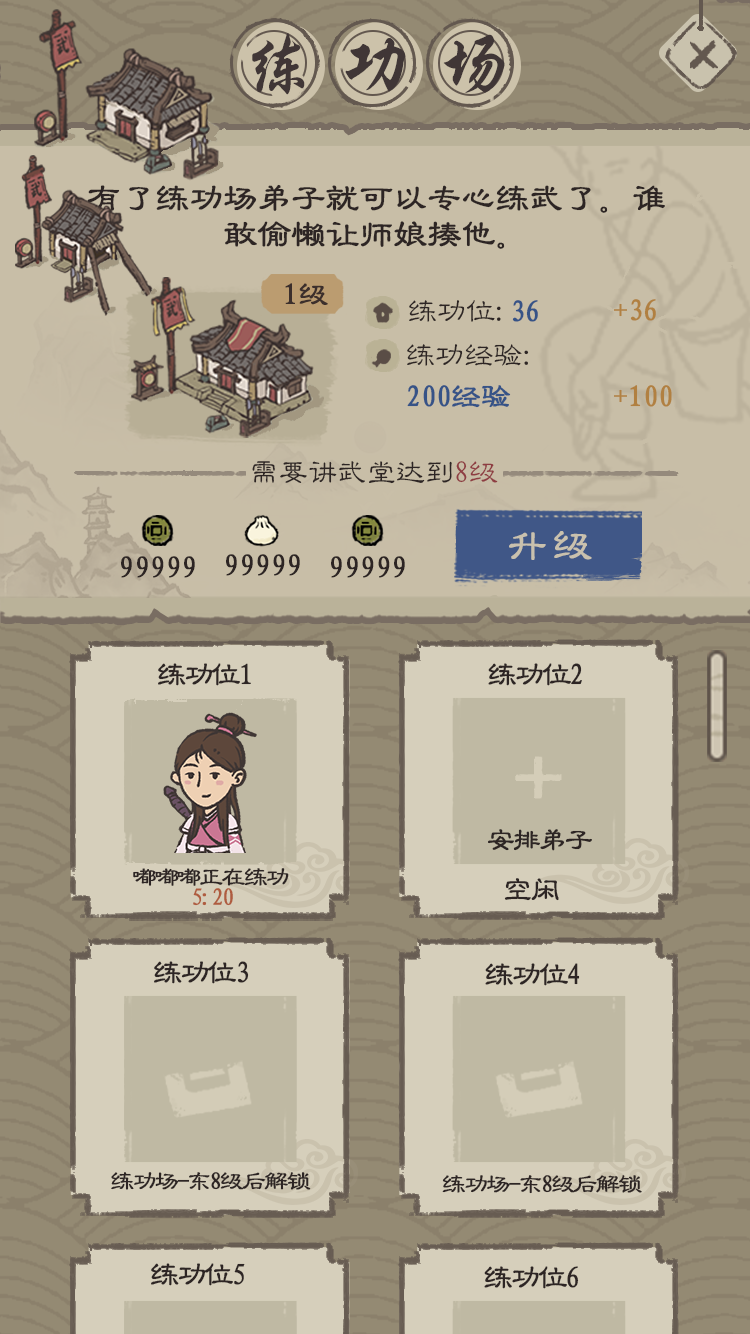 练功场
武
武
有了练功场弟子就可以专心练武了。谁
敢偷懒让师娘揍他。
武
1级
练功位: 36 +36
练功经验:
200经验 +100
需要讲武堂达到8级
99999 99999 99999
升级
练功位1 练功位2
安排弟子
嘟嘟嘟正在练功
5: 20
空闲
练功位3 练功位4
练功场-东8级后解锁 练功场-东8级后解锁
练功位5 练功位6